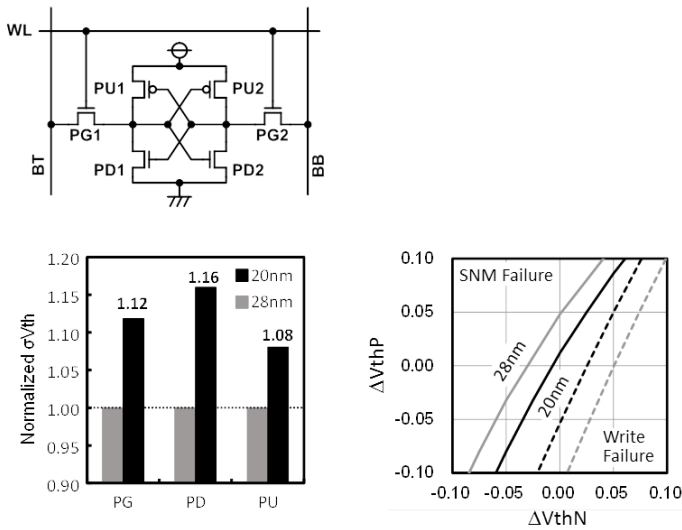 WL
PU1
PU2
PG1
PG2
PD1
PD2
BT
BB
1.20
1.15
1.10
1.05
1.00
0.95
0.90
Normalized σVth
1.12
1.16
1.08
20nm
28nm
PG
PD
PU
0.10
0.05
0.00
-0.05
-0.10
ΔVthP
SNM Failure
28nm
20nm
Write
Failure
-0.10 -0.05 0.00 0.05 0.10
ΔVthN